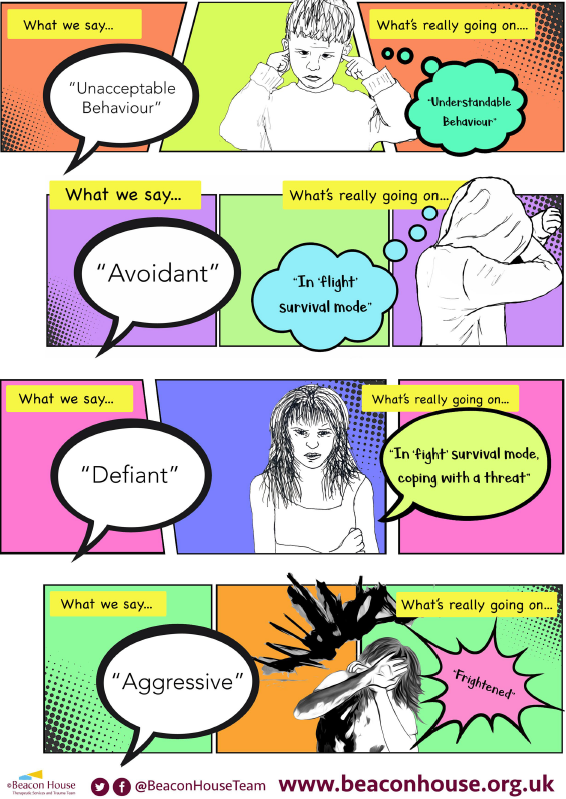 What we say...
What's really going on....
“Unacceptable
Behaviour”
“Understandable
Behaviour”
What we say...
What's really going on...
“Avoidant”
“In ‘flight’
survival mode”
What we say...
What's really going on...
“Defiant”
“In ‘fight’ survival mode,
coping with a threat”
What we say...
What's really going on...
“Aggressive”
“Frightened”
©Beacon House
Therapeutic Services and Trauma Team
@BeaconHouseTeam
www.beaconhouse.org.uk